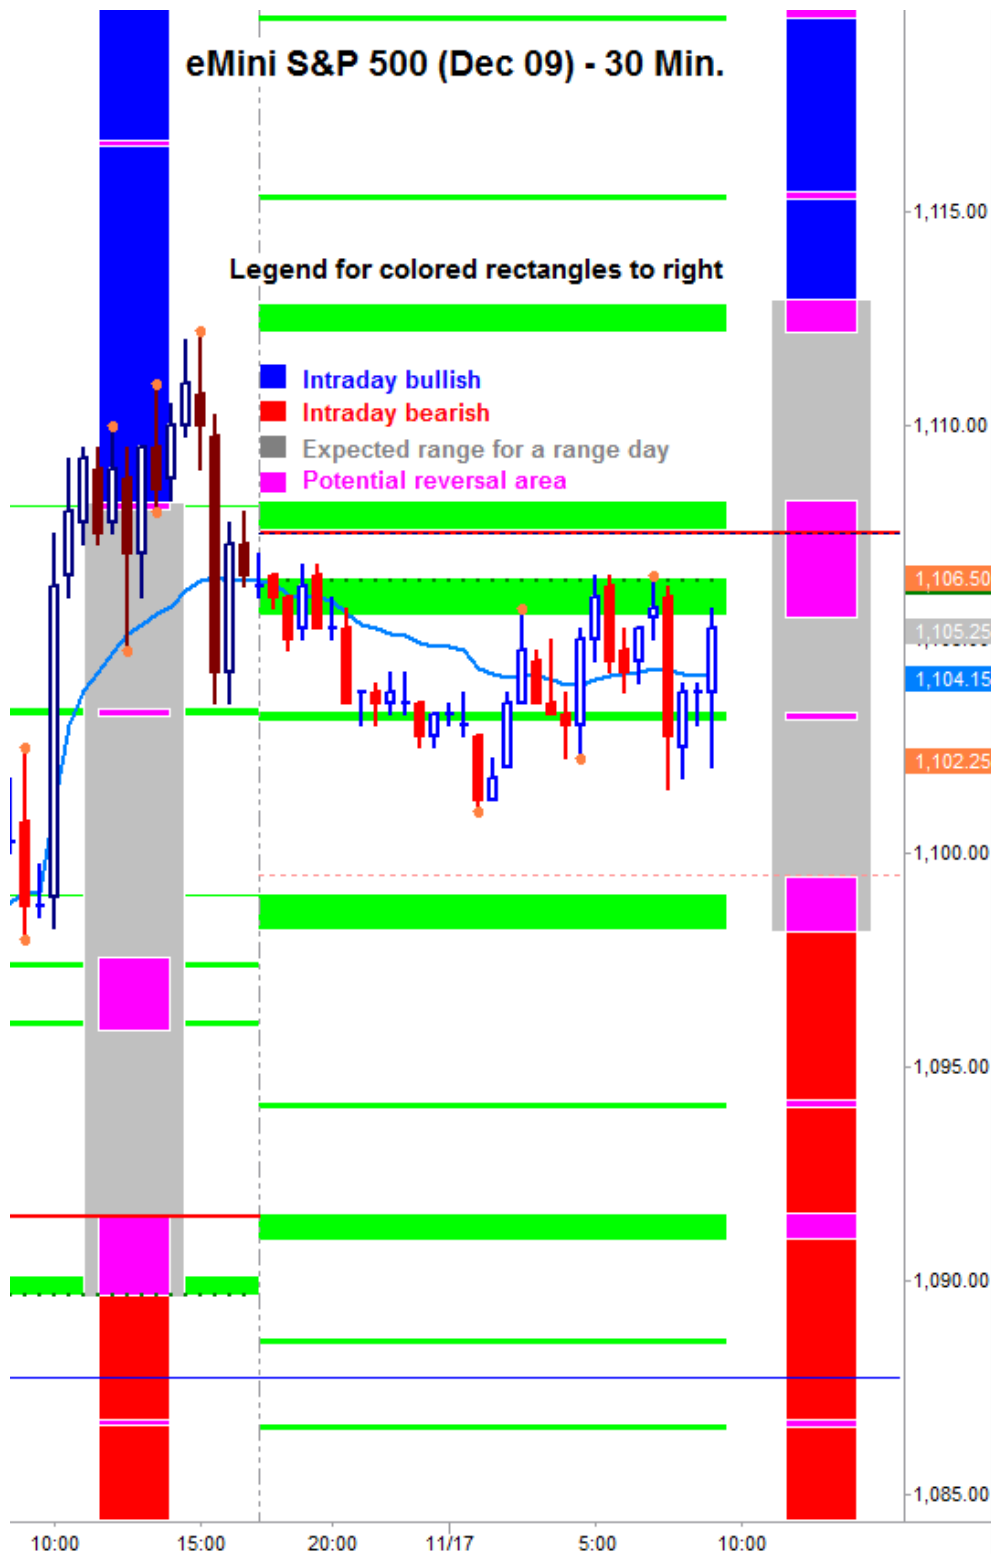 eMini S&P 500 (Dec 09) - 30 Min.
1,115.00
Legend for colored rectangles to right
Intraday bullish
Intraday bearish
Expected range for a range day
Potential reversal area
1,110.00
1,106.50
1,105.25
1,104.15
1,102.25
1,100.00
1,095.00
1,090.00
1,085.00
10:00 15:00 20:00 11/17 5:00 10:00